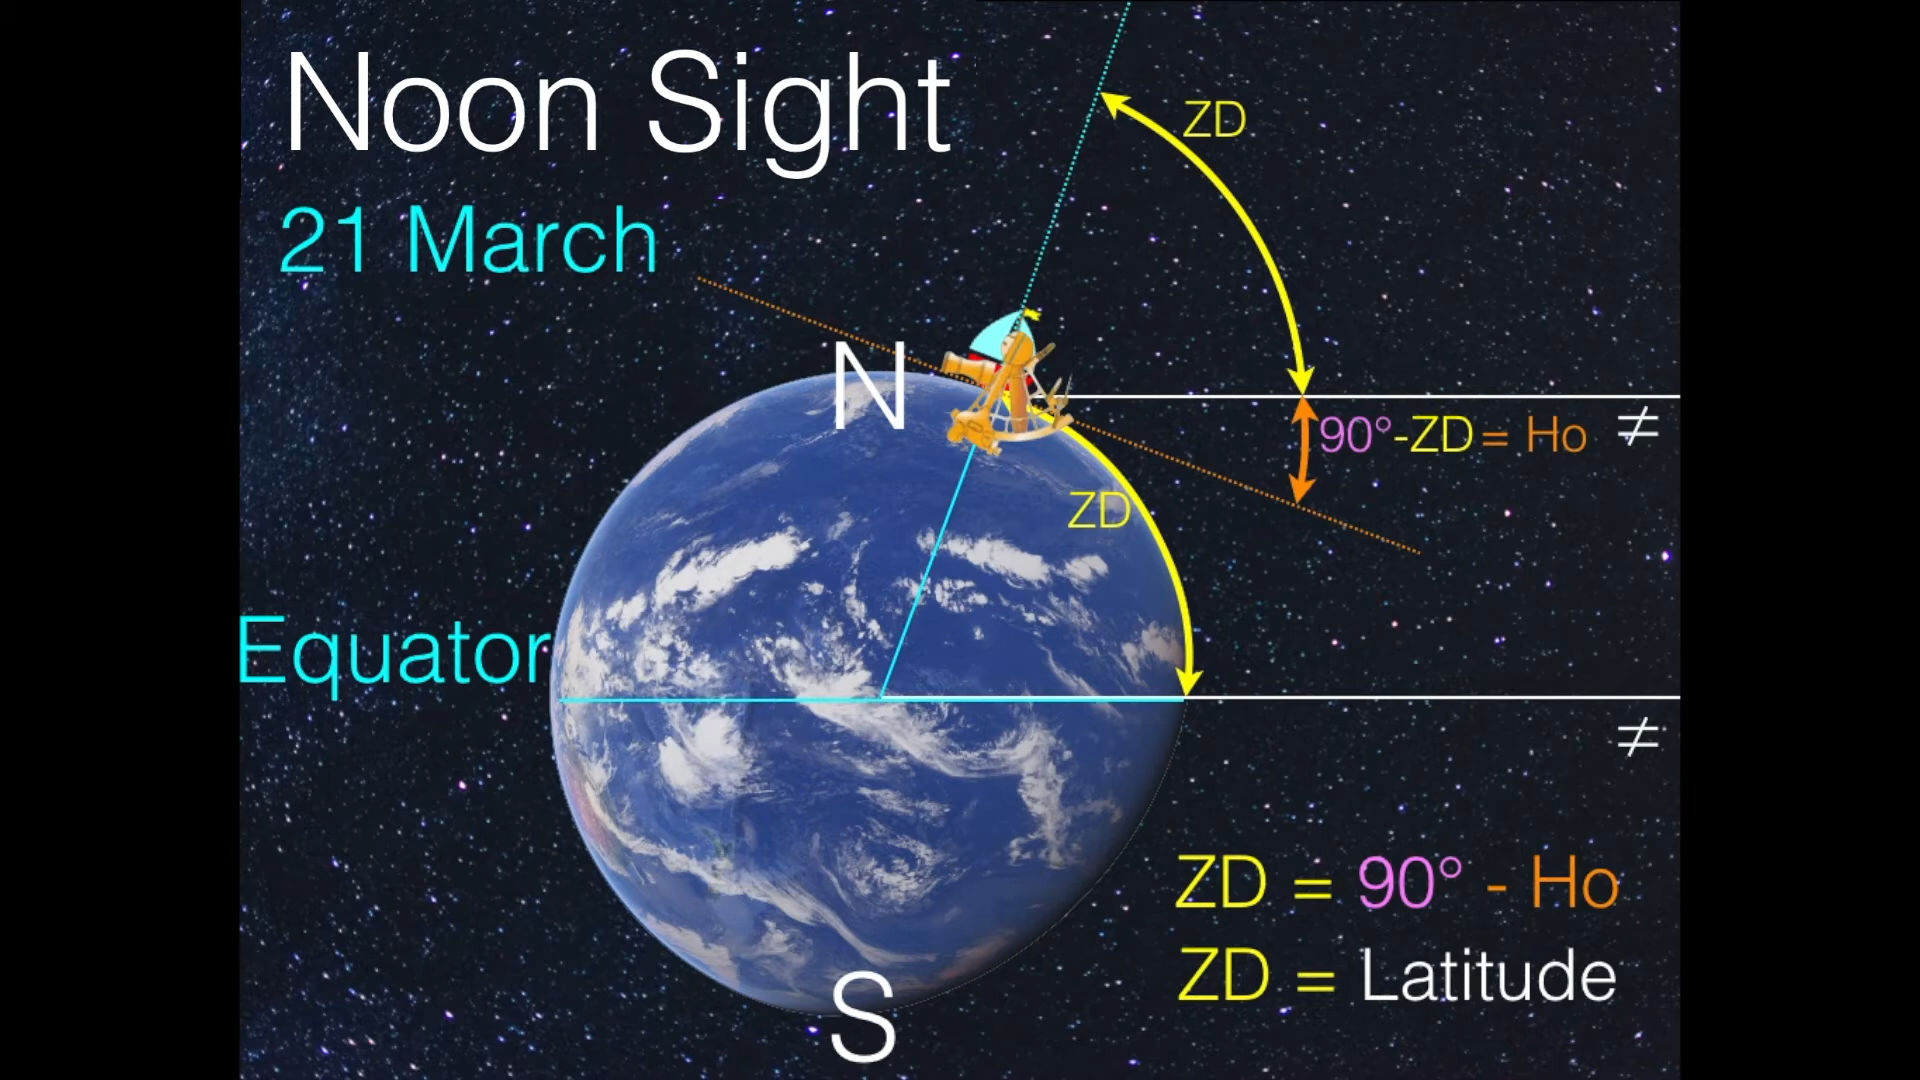 Noon Sight
21 March
ZD
N
90°-ZD = Ho ≠
ZD
Equator
≠
ZD = 90° - Ho
ZD = Latitude
S